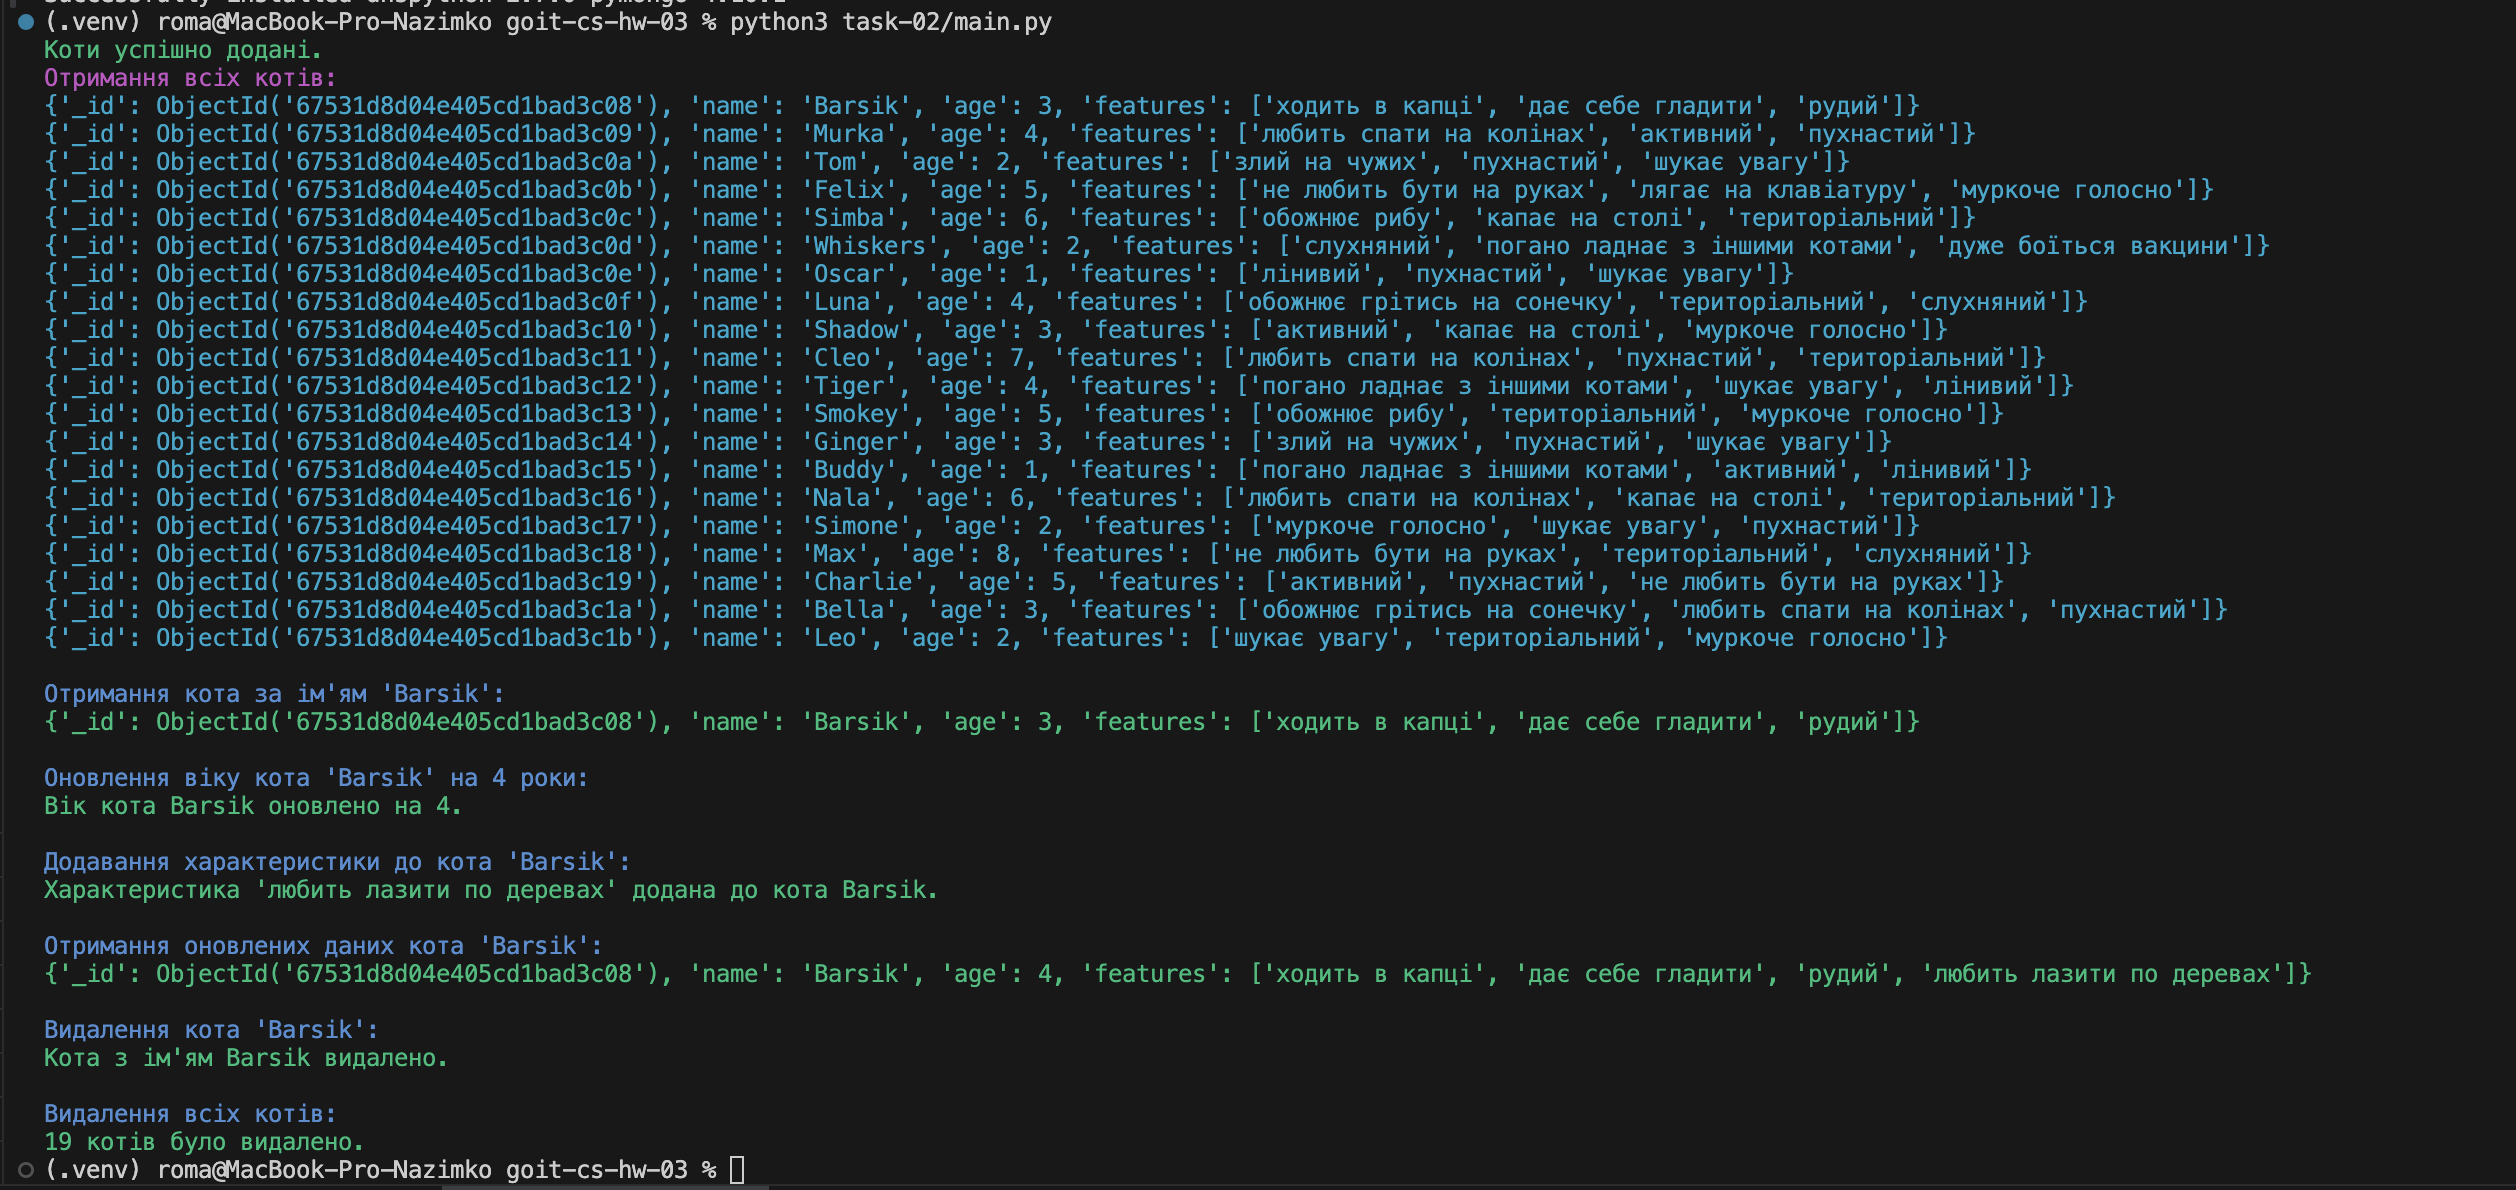 (.venv) roma@MacBook-Pro-Nazimko goit-cs-hw-03 % python3 task-02/main.py
Коти успішно додані.
Отримання всіх котів:
{'_id': ObjectId('67531d8d04e405cd1bad3c08'), 'name': 'Barsik', 'age': 3, 'features': ['ходить в капці', 'дає себе гладити', 'рудий']}
{'_id': ObjectId('67531d8d04e405cd1bad3c09'), 'name': 'Murka', 'age': 4, 'features': ['любить спати на колінах', 'активний', 'пухнастий']}
{'_id': ObjectId('67531d8d04e405cd1bad3c0a'), 'name': 'Tom', 'age': 2, 'features': ['злий на чужих', 'пухнастий', 'шукає увагу']}
{'_id': ObjectId('67531d8d04e405cd1bad3c0b'), 'name': 'Felix', 'age': 5, 'features': ['не любить бути на руках', 'лягає на клавіатуру', 'муркоче голосно']}
{'_id': ObjectId('67531d8d04e405cd1bad3c0c'), 'name': 'Simba', 'age': 6, 'features': ['обожнює рибу', 'капає на столі', 'територіальний']}
{'_id': ObjectId('67531d8d04e405cd1bad3c0d'), 'name': 'Whiskers', 'age': 2, 'features': ['слухняний', 'погано ладнає з іншими котами', 'дуже боїться вакцини']}
{'_id': ObjectId('67531d8d04e405cd1bad3c0e'), 'name': 'Oscar', 'age': 1, 'features': ['лінивий', 'пухнастий', 'шукає увагу']}
{'_id': ObjectId('67531d8d04e405cd1bad3c0f'), 'name': 'Luna', 'age': 4, 'features': ['обожнює грітись на сонечку', 'територіальний', 'слухняний']}
{'_id': ObjectId('67531d8d04e405cd1bad3c10'), 'name': 'Shadow', 'age': 3, 'features': ['активний', 'капає на столі', 'муркоче голосно']}
{'_id': ObjectId('67531d8d04e405cd1bad3c11'), 'name': 'Cleo', 'age': 7, 'features': ['любить спати на колінах', 'пухнастий', 'територіальний']}
{'_id': ObjectId('67531d8d04e405cd1bad3c12'), 'name': 'Tiger', 'age': 4, 'features': ['погано ладнає з іншими котами', 'шукає увагу', 'лінивий']}
{'_id': ObjectId('67531d8d04e405cd1bad3c13'), 'name': 'Smokey', 'age': 5, 'features': ['обожнює рибу', 'територіальний', 'муркоче голосно']}
{'_id': ObjectId('67531d8d04e405cd1bad3c14'), 'name': 'Ginger', 'age': 3, 'features': ['злий на чужих', 'пухнастий', 'шукає увагу']}
{'_id': ObjectId('67531d8d04e405cd1bad3c15'), 'name': 'Buddy', 'age': 1, 'features': ['погано ладнає з іншими котами', 'активний', 'лінивий']}
{'_id': ObjectId('67531d8d04e405cd1bad3c16'), 'name': 'Nala', 'age': 6, 'features': ['любить спати на колінах', 'капає на столі', 'територіальний']}
{'_id': ObjectId('67531d8d04e405cd1bad3c17'), 'name': 'Simone', 'age': 2, 'features': ['муркоче голосно', 'шукає увагу', 'пухнастий']}
{'_id': ObjectId('67531d8d04e405cd1bad3c18'), 'name': 'Max', 'age': 8, 'features': ['не любить бути на руках', 'територіальний', 'слухняний']}
{'_id': ObjectId('67531d8d04e405cd1bad3c19'), 'name': 'Charlie', 'age': 5, 'features': ['активний', 'пухнастий', 'не любить бути на руках']}
{'_id': ObjectId('67531d8d04e405cd1bad3c1a'), 'name': 'Bella', 'age': 3, 'features': ['обожнює грітись на сонечку', 'любить спати на колінах', 'пухнастий']}
{'_id': ObjectId('67531d8d04e405cd1bad3c1b'), 'name': 'Leo', 'age': 2, 'features': ['шукає увагу', 'територіальний', 'муркоче голосно']}
Отримання кота за ім'ям 'Barsik':
{'_id': ObjectId('67531d8d04e405cd1bad3c08'), 'name': 'Barsik', 'age': 3, 'features': ['ходить в капці', 'дає себе гладити', 'рудий']}
Оновлення віку кота 'Barsik' на 4 роки:
Вік кота Barsik оновлено на 4.
Додавання характеристики до кота 'Barsik':
Характеристика 'любить лазити по деревах' додана до кота Barsik.
Отримання оновлених даних кота 'Barsik':
{'_id': ObjectId('67531d8d04e405cd1bad3c08'), 'name': 'Barsik', 'age': 4, 'features': ['ходить в капці', 'дає себе гладити', 'рудий', 'любить лазити по деревах']}
Видалення кота 'Barsik':
Кота з ім'ям Barsik видалено.
Видалення всіх котів:
19 котів було видалено.
(.venv) roma@MacBook-Pro-Nazimko goit-cs-hw-03 %